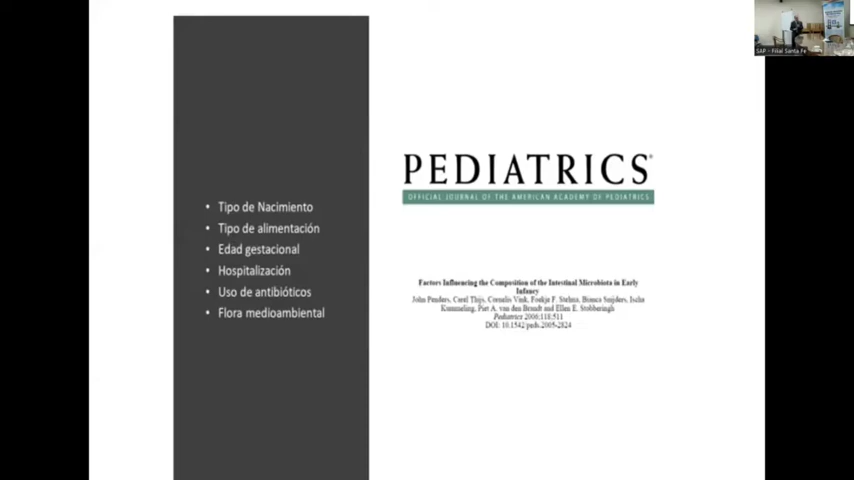 SAP - Filial Santa Fe
• Tipo de Nacimiento
• Tipo de alimentación
• Edad gestacional
• Hospitalización
• Uso de antibióticos
• Flora medioambiental
PEDIATRICS®
OFFICIAL JOURNAL OF THE AMERICAN ACADEMY OF PEDIATRICS
Factors Influencing the Composition of the Intestinal Microbiota in Early
Infancy
John Penders, Carel Thijs, Cornelis Vink, Foekje F. Stelma, Bianca Snijders, Ischa
Kummeling, Piet A. van den Brandt and Ellen E. Stobberingh
Pediatrics 2006;118;511
DOI: 10.1542/peds.2005-2824